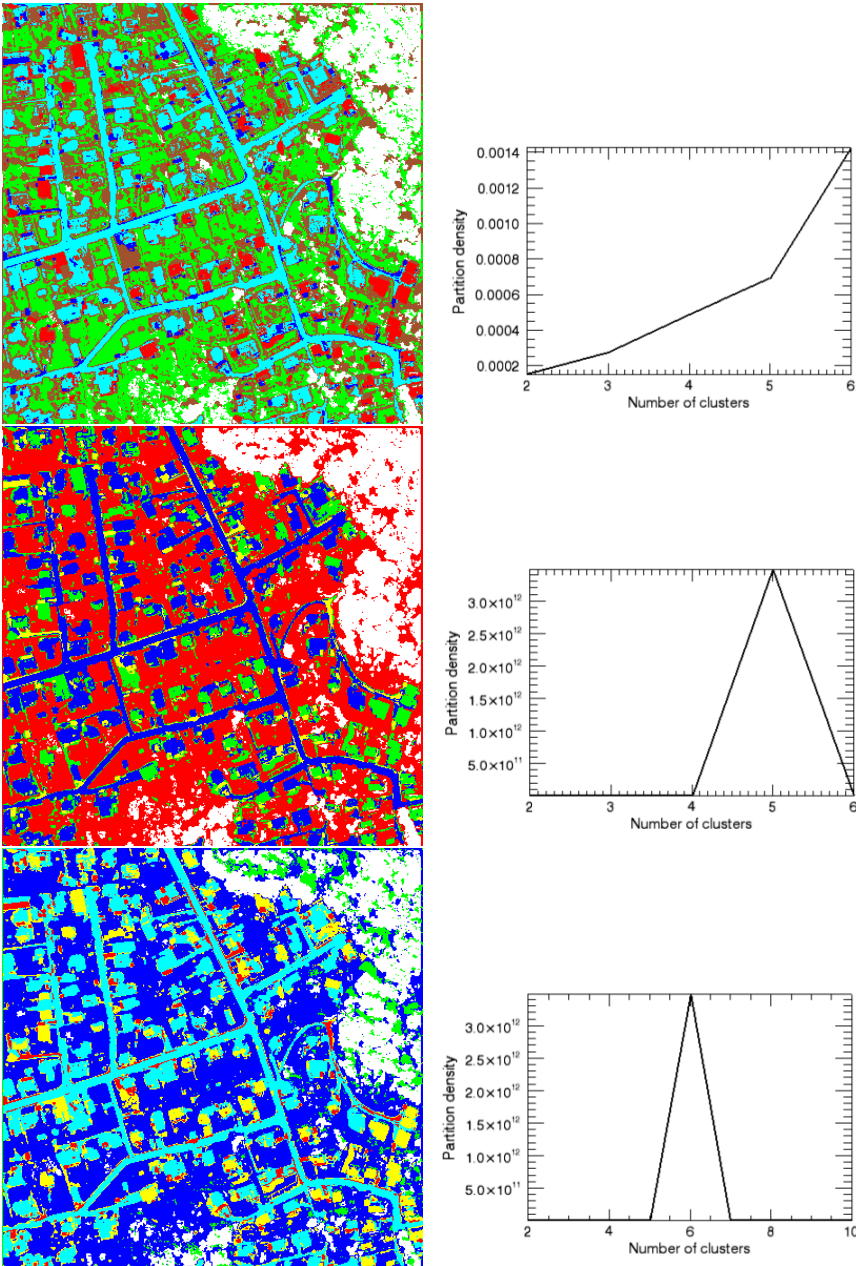 0.0014
0.0012
0.0010
0.0008
0.0006
0.0004
0.0002
Partition density
2 3 4 5 6
Number of clusters
3.0×10¹²
2.5×10¹²
2.0×10¹²
1.5×10¹²
1.0×10¹²
5.0×10¹¹
Partition density
2 3 4 5 6
Number of clusters
3.0×10¹²
2.5×10¹²
2.0×10¹²
1.5×10¹²
1.0×10¹²
5.0×10¹¹
Partition density
2 4 6 8 10
Number of clusters